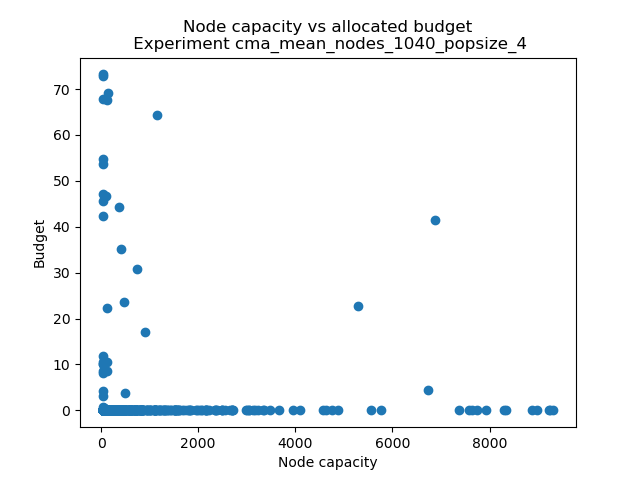 Node capacity vs allocated budget
Experiment cma_mean_nodes_1040_popsize_4
70
60
50
40
30
20
10
0
Budget
0 2000 4000 6000 8000
Node capacity